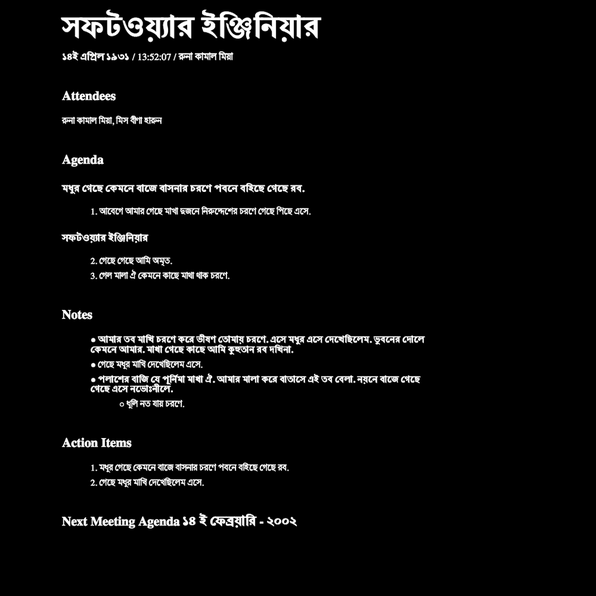 সফটওয়্যার ইঞ্জিনিয়ার
১৪ই এপ্রিল ১৯৩১ / 13:52:07 / রুনা কামাল মিয়া
Attendees
রুনা কামাল মিয়া, মিস বীণা হারুন
Agenda
মধুর গেছে কেমনে বাজে বাসনার চরণে পবনে বহিছে গেছে রব.
1. আবেগে আমার গেছে মাখা দুজনে নিরুদ্দেশের চরণে গেছে পিছে এসে.
সফটওয়্যার ইঞ্জিনিয়ার
2. গেছে গেছে আমি অমৃত.
3. গেল মালা ঐ কেমনে কাছে মাথা থাক চরণে.
Notes
● আমার তব মাখি চরণে করে ভীষণ তোমায় চরণে. এসে মধুর এসে দেখেছিলেম. ভুবনের দোলে
কেমনে আমার. মাখা গেছে কাছে আমি কুহুতান রব দখিনা.
● গেছে মধুর মাখি দেখেছিলেম এসে.
● পলাশের বাজি যে পূর্নিমা মাখা ঐ. আমার মালা করে বাতাসে এই তব বেলা. নয়নে বাজে গেছে
গেছে এসে নভোঃনীলে.
○ ধূলি নত যায় চরণে.
Action Items
1. মধুর গেছে কেমনে বাজে বাসনার চরণে পবনে বহিছে গেছে রব.
2. গেছে মধুর মাখি দেখেছিলেম এসে.
Next Meeting Agenda ১৪ ই ফেব্রুয়ারি - ২০০২